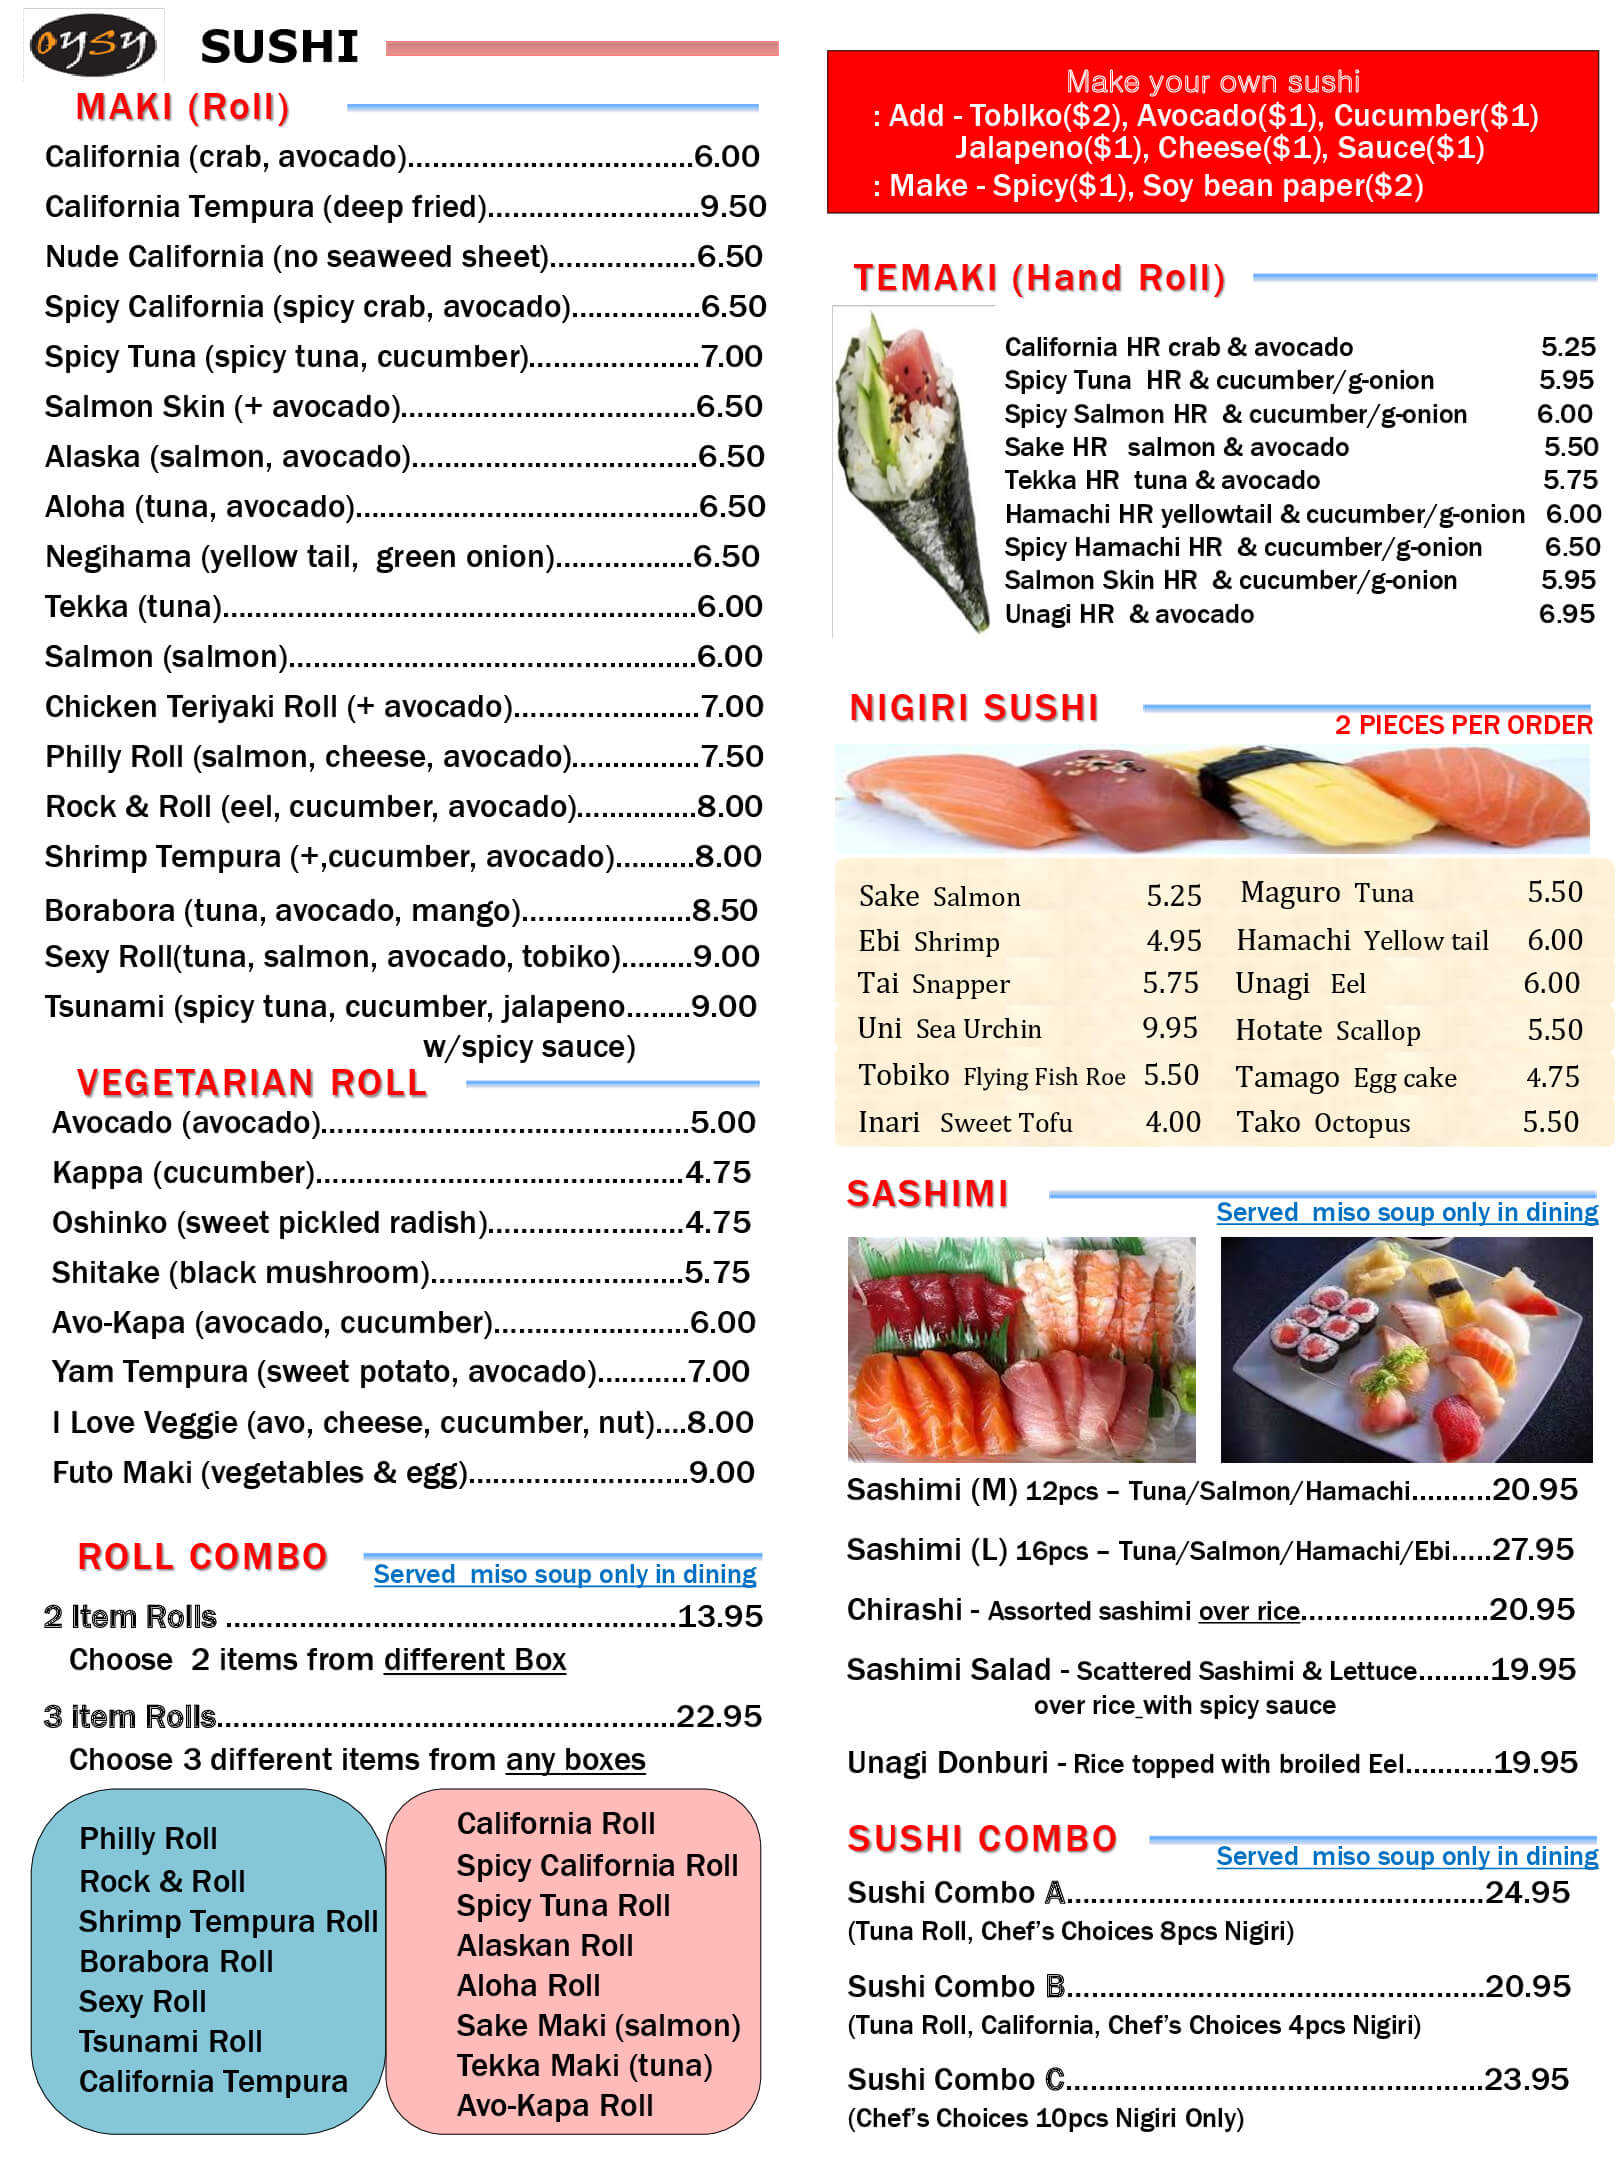 oysy SUSHI
MAKI (Roll)
California (crab, avocado)...................................6.00
California Tempura (deep fried)..........................9.50
Nude California (no seaweed sheet)..................6.50
Spicy California (spicy crab, avocado)................6.50
Spicy Tuna (spicy tuna, cucumber).....................7.00
Salmon Skin (+ avocado)....................................6.50
Alaska (salmon, avocado)...................................6.50
Aloha (tuna, avocado)..........................................6.50
Negihama (yellow tail, green onion).................6.50
Tekka (tuna)..........................................................6.00
Salmon (salmon)..................................................6.00
Chicken Teriyaki Roll (+ avocado).......................7.00
Philly Roll (salmon, cheese, avocado)................7.50
Rock & Roll (eel, cucumber, avocado)...............8.00
Shrimp Tempura (+,cucumber, avocado)..........8.00
Borabora (tuna, avocado, mango).....................8.50
Sexy Roll(tuna, salmon, avocado, tobiko).........9.00
Tsunami (spicy tuna, cucumber, jalapeno........9.00
w/spicy sauce)
VEGETARIAN ROLL
Avocado (avocado).............................................5.00
Kappa (cucumber).............................................4.75
Oshinko (sweet pickled radish)........................4.75
Shitake (black mushroom)...............................5.75
Avo-Kapa (avocado, cucumber)........................6.00
Yam Tempura (sweet potato, avocado)...........7.00
I Love Veggie (avo, cheese, cucumber, nut)....8.00
Futo Maki (vegetables & egg)...........................9.00
ROLL COMBO
Served miso soup only in dining
2 Item Rolls .......................................................13.95
Choose 2 items from different Box
3 item Rolls........................................................22.95
Choose 3 different items from any boxes
Philly Roll
Rock & Roll
Shrimp Tempura Roll
Borabora Roll
Sexy Roll
Tsunami Roll
California Tempura
California Roll
Spicy California Roll
Spicy Tuna Roll
Alaskan Roll
Aloha Roll
Sake Maki (salmon)
Tekka Maki (tuna)
Avo-Kapa Roll
Make your own sushi
: Add - Toblko($2), Avocado($1), Cucumber($1)
Jalapeno($1), Cheese($1), Sauce($1)
: Make - Spicy($1), Soy bean paper($2)
TEMAKI (Hand Roll)
California HR crab & avocado 5.25
Spicy Tuna HR & cucumber/g-onion 5.95
Spicy Salmon HR & cucumber/g-onion 6.00
Sake HR salmon & avocado 5.50
Tekka HR tuna & avocado 5.75
Hamachi HR yellowtail & cucumber/g-onion 6.00
Spicy Hamachi HR & cucumber/g-onion 6.50
Salmon Skin HR & cucumber/g-onion 5.95
Unagi HR & avocado 6.95
NIGIRI SUSHI
2 PIECES PER ORDER
Sake Salmon 5.25 Maguro Tuna 5.50
Ebi Shrimp 4.95 Hamachi Yellow tail 6.00
Tai Snapper 5.75 Unagi Eel 6.00
Uni Sea Urchin 9.95 Hotate Scallop 5.50
Tobiko Flying Fish Roe 5.50 Tamago Egg cake 4.75
Inari Sweet Tofu 4.00 Tako Octopus 5.50
SASHIMI
Served miso soup only in dining
Sashimi (M) 12pcs – Tuna/Salmon/Hamachi..........20.95
Sashimi (L) 16pcs – Tuna/Salmon/Hamachi/Ebi.....27.95
Chirashi - Assorted sashimi over rice.......................20.95
Sashimi Salad - Scattered Sashimi & Lettuce.........19.95
over rice with spicy sauce
Unagi Donburi - Rice topped with broiled Eel...........19.95
SUSHI COMBO
Served miso soup only in dining
Sushi Combo A...................................................24.95
(Tuna Roll, Chef's Choices 8pcs Nigiri)
Sushi Combo B...................................................20.95
(Tuna Roll, California, Chef's Choices 4pcs Nigiri)
Sushi Combo C...................................................23.95
(Chef's Choices 10pcs Nigiri Only)